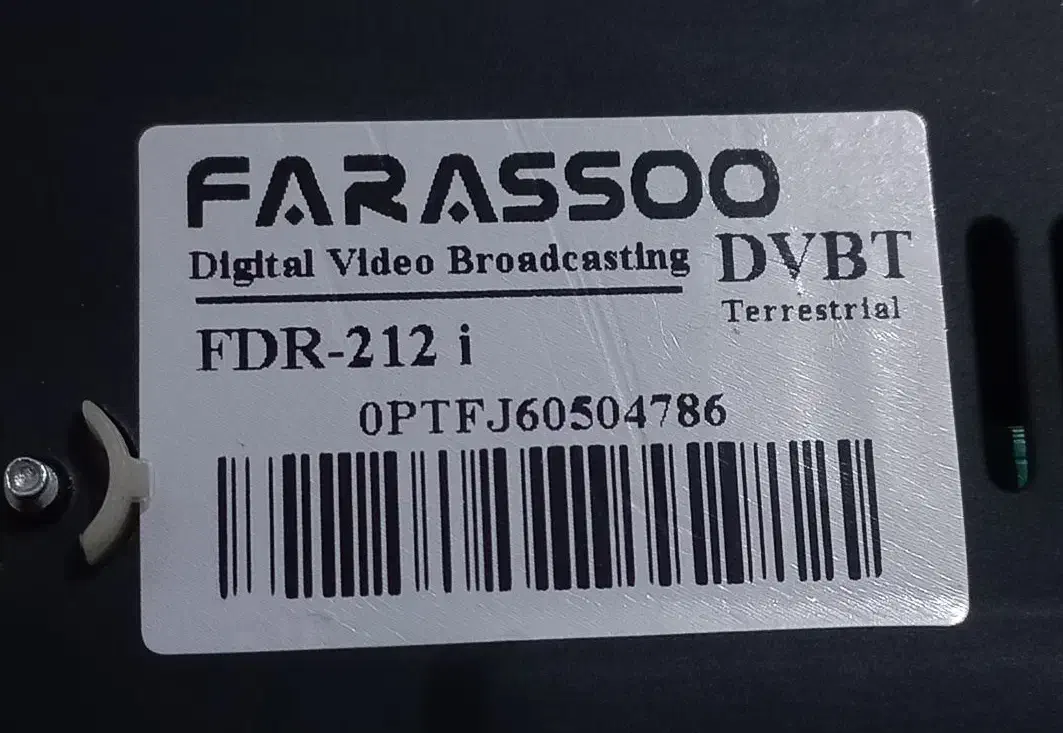 FARASSOO
Digital Video Broadcasting DVBT
Terrestrial
FDR-212 i
0PTFJ60504786